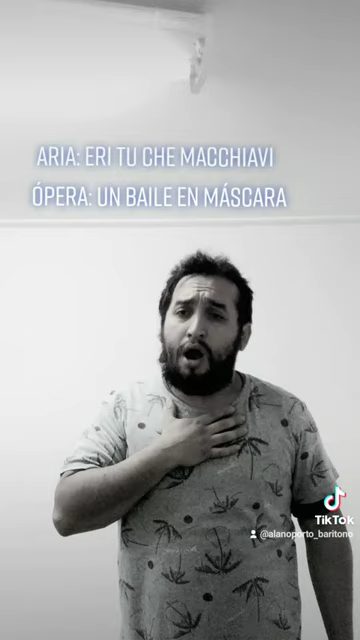 ARIA: ERI TU CHE MACCHIAVI
ÓPERA: UN BAILE EN MÁSCARA
TikTok
@alanoporto_baritono